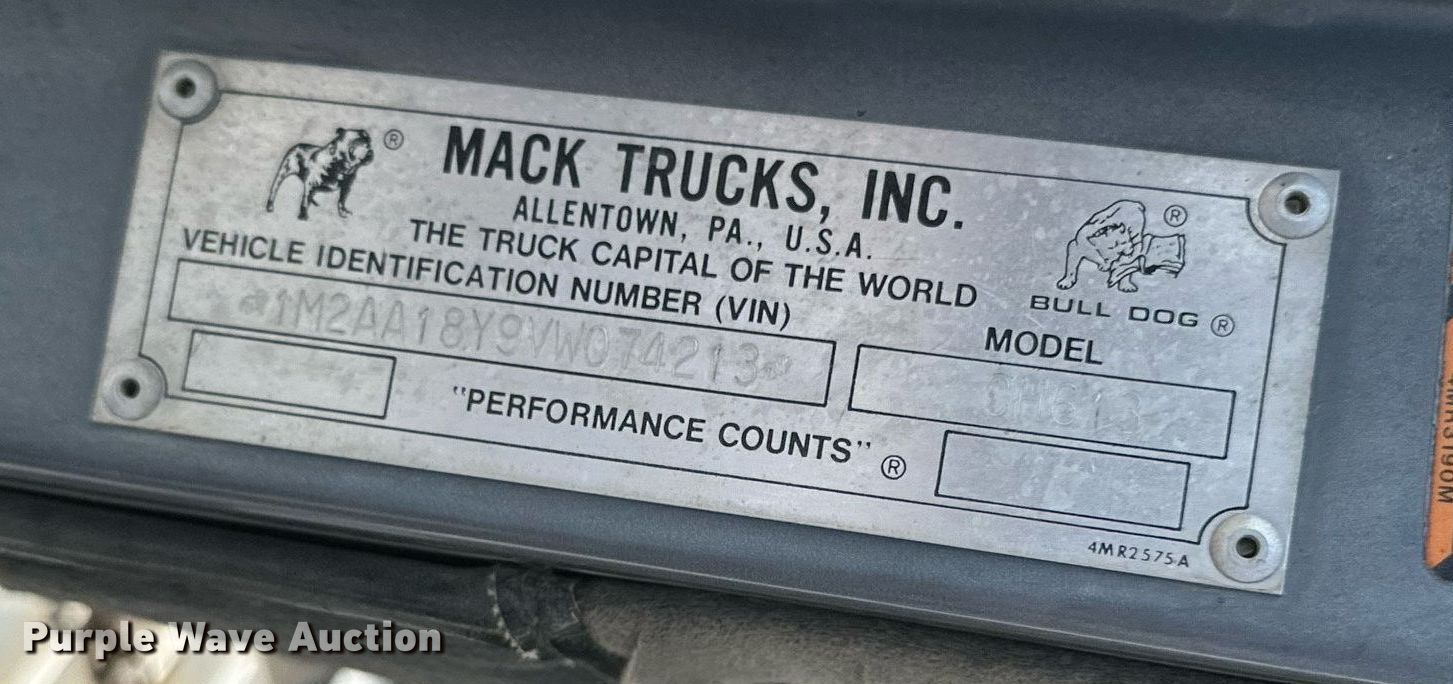 ® MACK TRUCKS, INC.
ALLENTOWN, PA., U.S.A.
THE TRUCK CAPITAL OF THE WORLD
®
BULL DOG ®
VEHICLE IDENTIFICATION NUMBER (VIN)
MODEL
1M2AA18Y9VW074213
CH613
"PERFORMANCE COUNTS" ®
4MR2575A
Purple Wave Auction